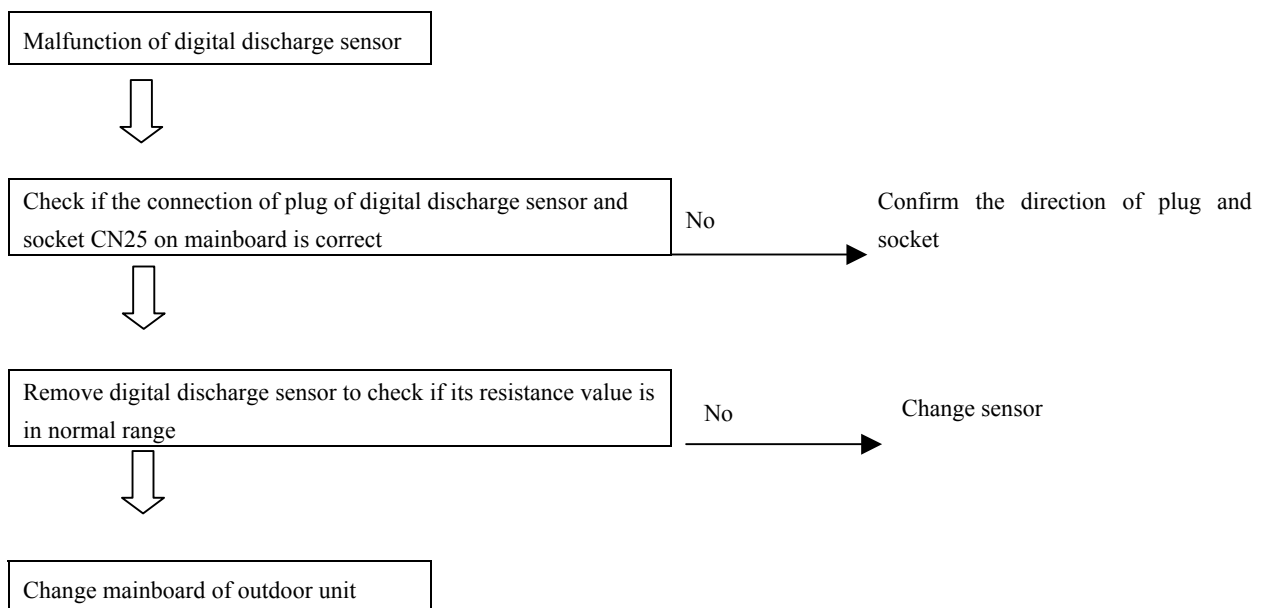 Malfunction of digital discharge sensor
Check if the connection of plug of digital discharge sensor and
socket CN25 on mainboard is correct
No
Confirm the direction of plug and
socket
Remove digital discharge sensor to check if its resistance value is
in normal range
No
Change sensor
Change mainboard of outdoor unit